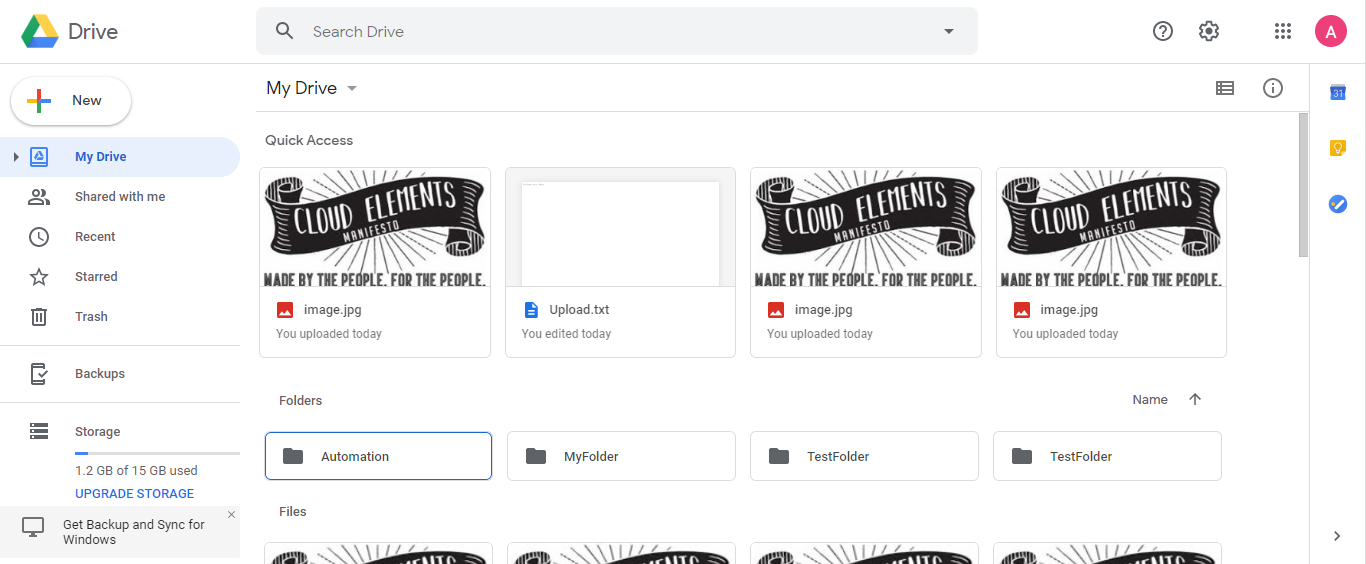 Drive
Search Drive
A
New
My Drive
Shared with me
Recent
Starred
Trash
Backups
Storage
1.2 GB of 15 GB used
UPGRADE STORAGE
Get Backup and Sync for
Windows
My Drive
Quick Access
CLOUD ELEMENTS
MANIFESTO
MADE BY THE PEOPLE. FOR THE PEOPLE.
image.jpg
You uploaded today
Upload.txt
You edited today
CLOUD ELEMENTS
MANIFESTO
MADE BY THE PEOPLE. FOR THE PEOPLE.
image.jpg
You uploaded today
CLOUD ELEMENTS
MANIFESTO
MADE BY THE PEOPLE. FOR THE PEOPLE.
image.jpg
You uploaded today
Folders
Name
Automation
MyFolder
TestFolder
TestFolder
Files
31